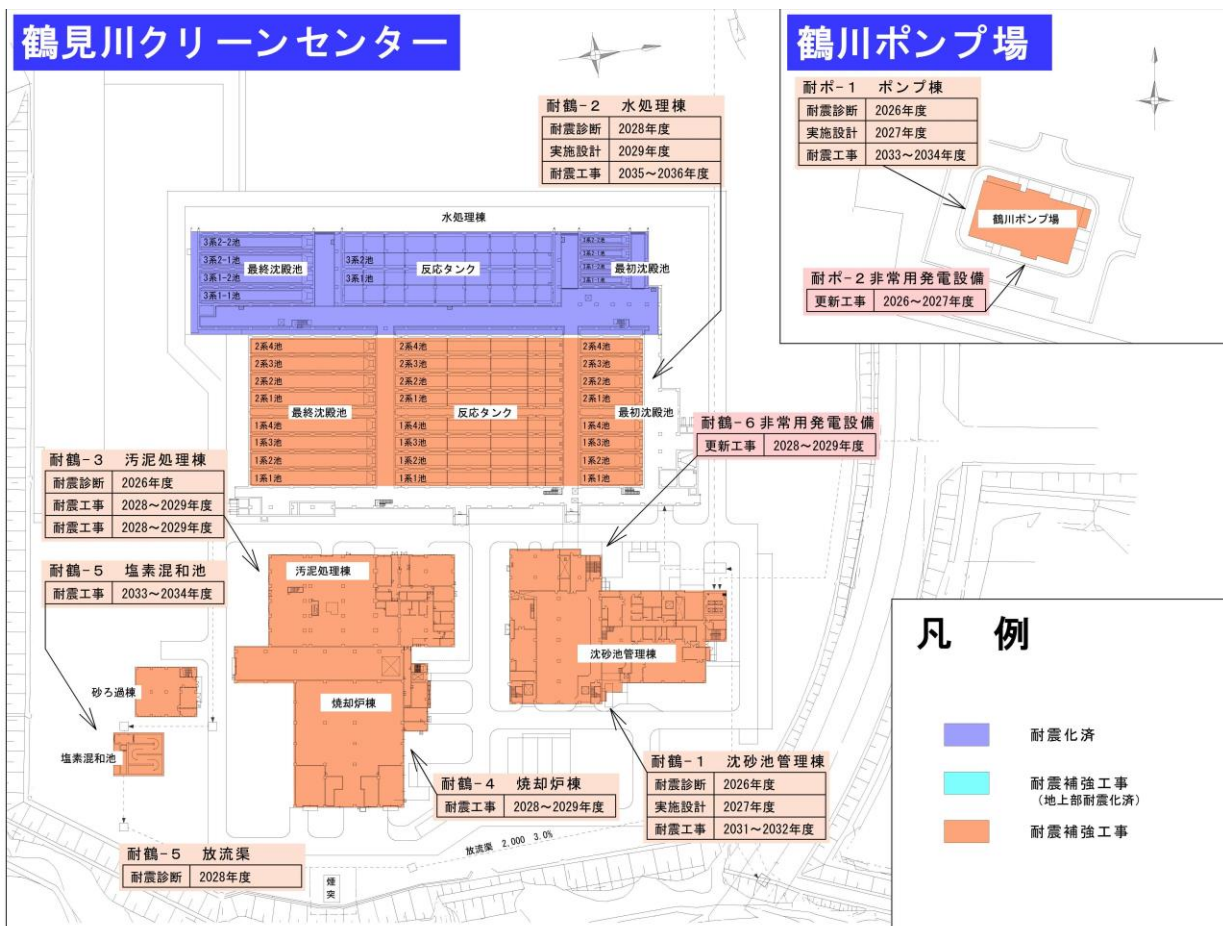 鶴見川クリーンセンター
耐鶴-2 水処理棟
耐震診断 2028年度
実施設計 2029年度
耐震工事 2035～2036年度
水処理棟
3系2-2池
3系2-1池
3系1-2池
3系1-1池
最終沈殿池
3系2池
3系1池
反応タンク
3系2-2池
3系2-1池
3系1-2池
3系1-1池
最初沈殿池
2系4池 2系4池 2系4池
2系3池 2系3池 2系3池
2系2池 2系2池 2系2池
2系1池 2系1池 2系1池
最終沈殿池 反応タンク 最初沈殿池
1系4池 1系4池 1系4池
1系3池 1系3池 1系3池
1系2池 1系2池 1系2池
1系1池 1系1池 1系1池
耐鶴-6 非常用発電設備
更新工事 2028～2029年度
耐鶴-3 汚泥処理棟
耐震診断 2026年度
耐震工事 2028～2029年度
耐震工事 2028～2029年度
耐鶴-5 塩素混和池
耐震工事 2033～2034年度
汚泥処理棟
沈砂池管理棟
砂ろ過棟
焼却炉棟
塩素混和池
耐鶴-4 焼却炉棟
耐震工事 2028～2029年度
耐鶴-1 沈砂池管理棟
耐震診断 2026年度
実施設計 2027年度
耐震工事 2031～2032年度
耐鶴-5 放流渠
耐震診断 2028年度
放流渠 2.000 3.0%
煙突
鶴川ポンプ場
耐ポ-1 ポンプ棟
耐震診断 2026年度
実施設計 2027年度
耐震工事 2033～2034年度
鶴川ポンプ場
耐ポ-2 非常用発電設備
更新工事 2026～2027年度
凡 例
耐震化済
耐震補強工事
（地上部耐震化済）
耐震補強工事